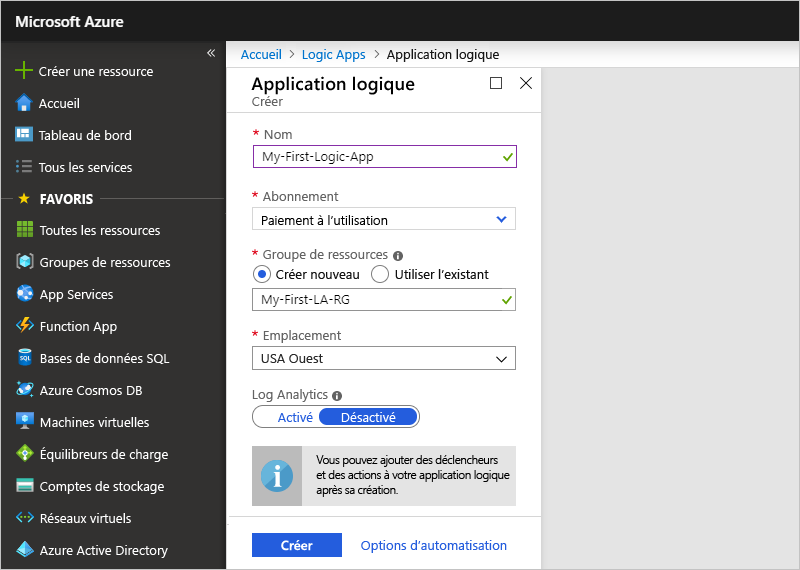 Microsoft Azure
«
Créer une ressource
Accueil
Tableau de bord
Tous les services
FAVORIS
Toutes les ressources
Groupes de ressources
App Services
Function App
SQL
Bases de données SQL
Azure Cosmos DB
Machines virtuelles
Équilibreurs de charge
Comptes de stockage
Réseaux virtuels
Azure Active Directory
Accueil > Logic Apps > Application logique
Application logique
Créer
* Nom
My-First-Logic-App
* Abonnement
Paiement à l’utilisation
* Groupe de ressources i
Créer nouveau Utiliser l’existant
My-First-LA-RG
* Emplacement
USA Ouest
Log Analytics i
Activé Désactivé
i
Vous pouvez ajouter des déclencheurs
et des actions à votre application logique
après sa création.
Créer Options d’automatisation